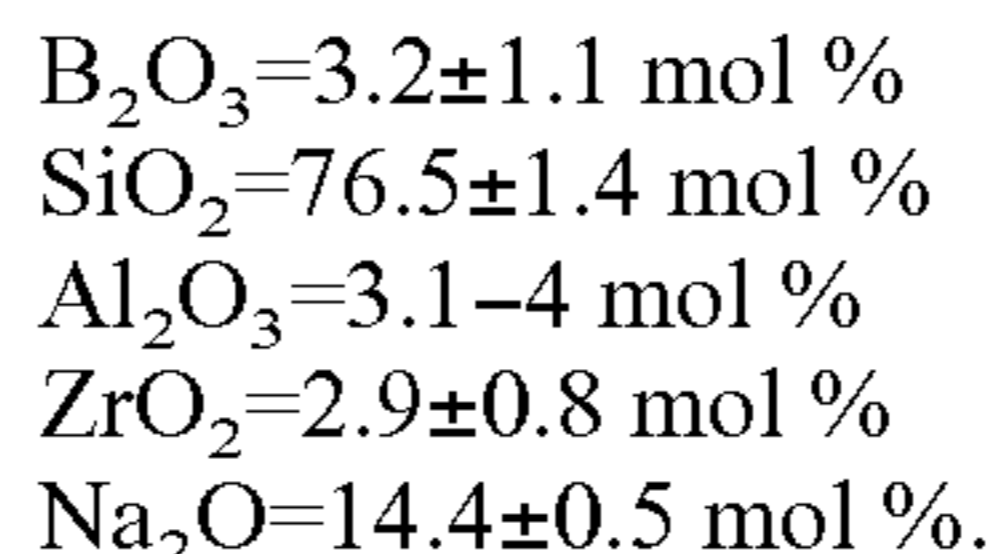 B₂O₃=3.2±1.1 mol %
SiO₂=76.5±1.4 mol %
Al₂O₃=3.1–4 mol %
ZrO₂=2.9±0.8 mol %
Na₂O=14.4±0.5 mol %.